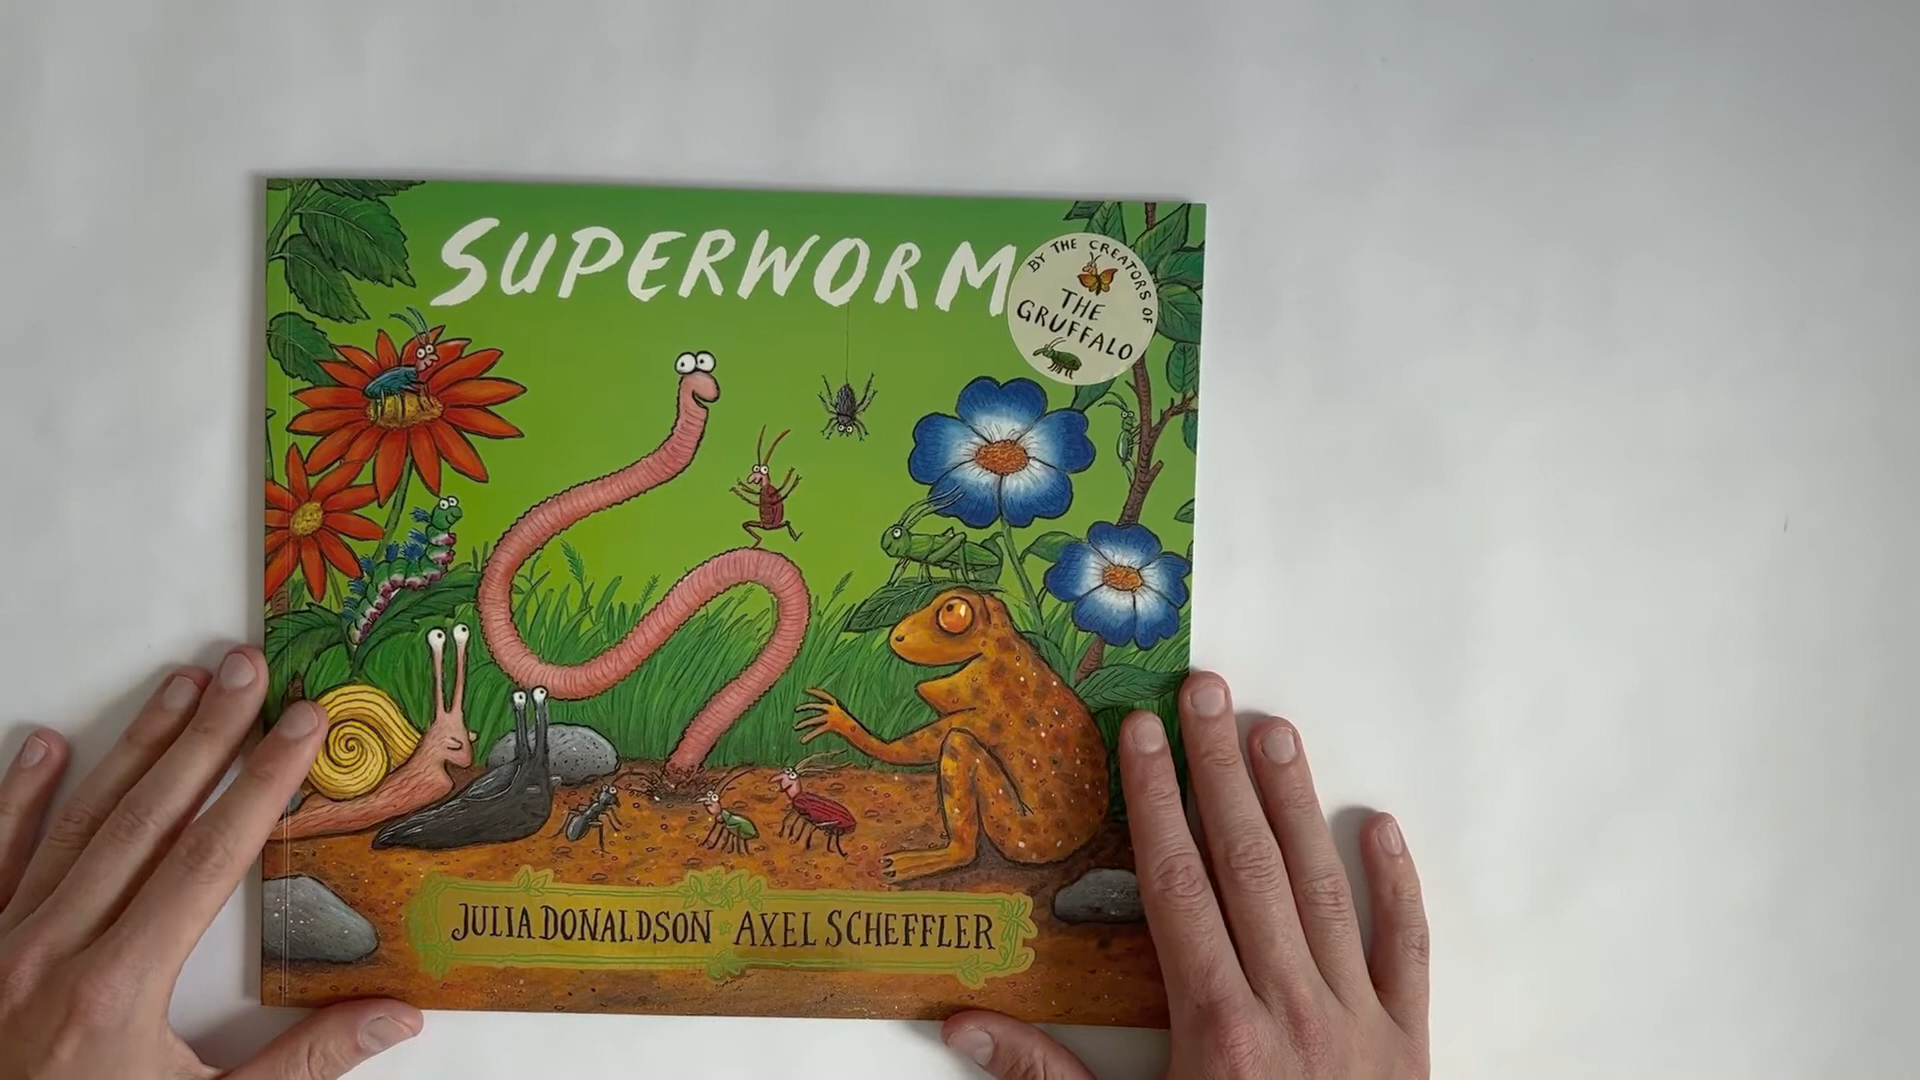 SUPERWORM
BY THE CREATORS OF
THE
GRUFFALO
JULIA DONALDSON AXEL SCHEFFLER